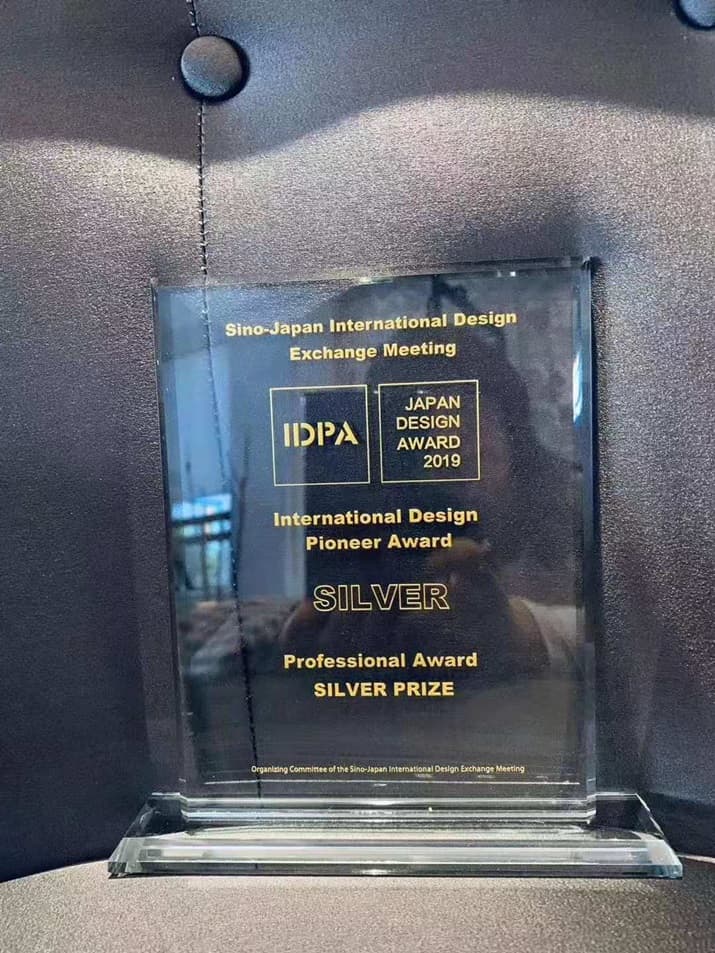 Sino-Japan International Design
Exchange Meeting
IDPA
JAPAN
DESIGN
AWARD
2019
International Design
Pioneer Award
SILVER
Professional Award
SILVER PRIZE
Organizing Committee of the Sino-Japan International Design Exchange Meeting